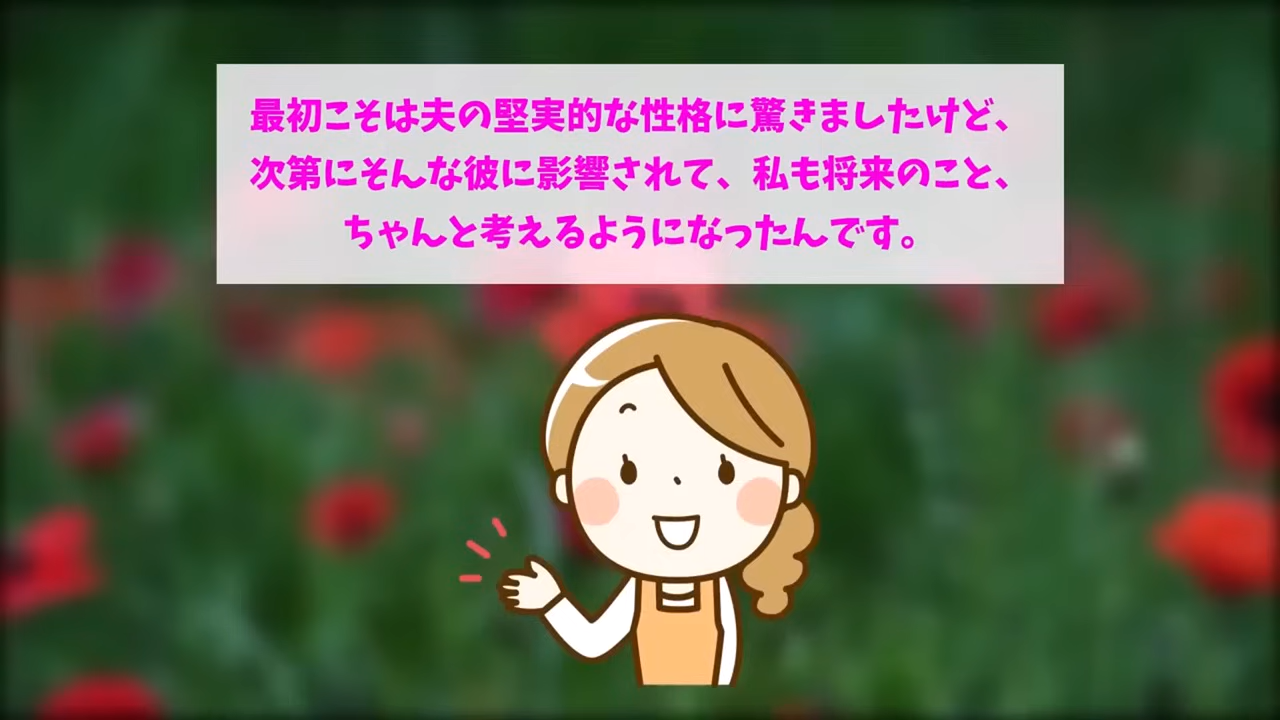 最初こそは夫の堅実的な性格に驚きましたけど、
次第にそんな彼に影響されて、私も将来のこと、
ちゃんと考えるようになったんです。